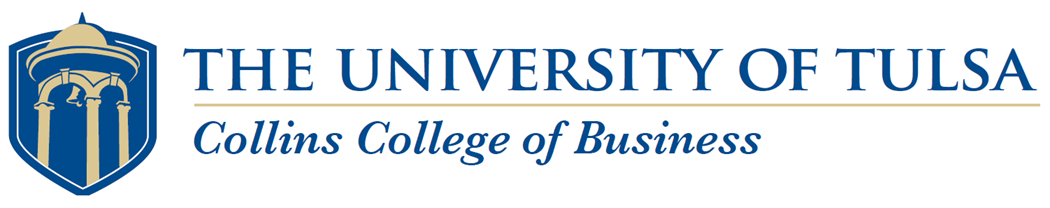 THE UNIVERSITY OF TULSA
Collins College of Business